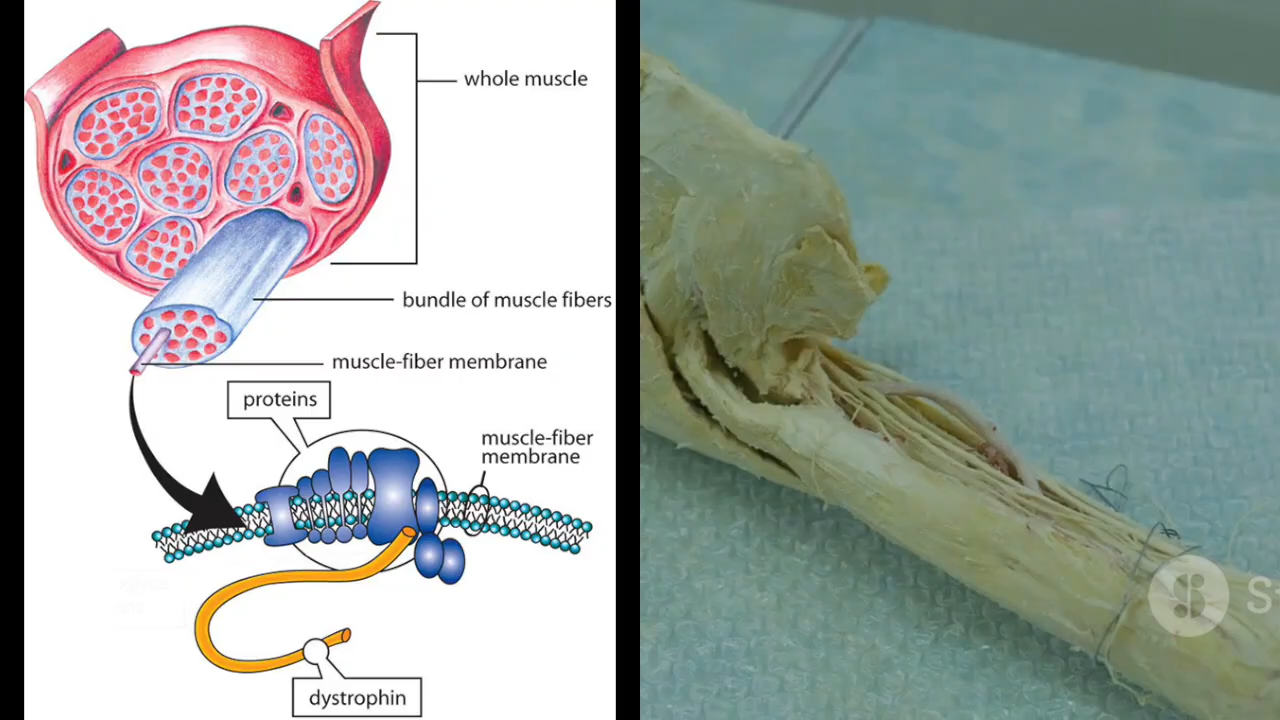 whole muscle
bundle of muscle fibers
muscle-fiber membrane
proteins
muscle-fiber
membrane
dystrophin